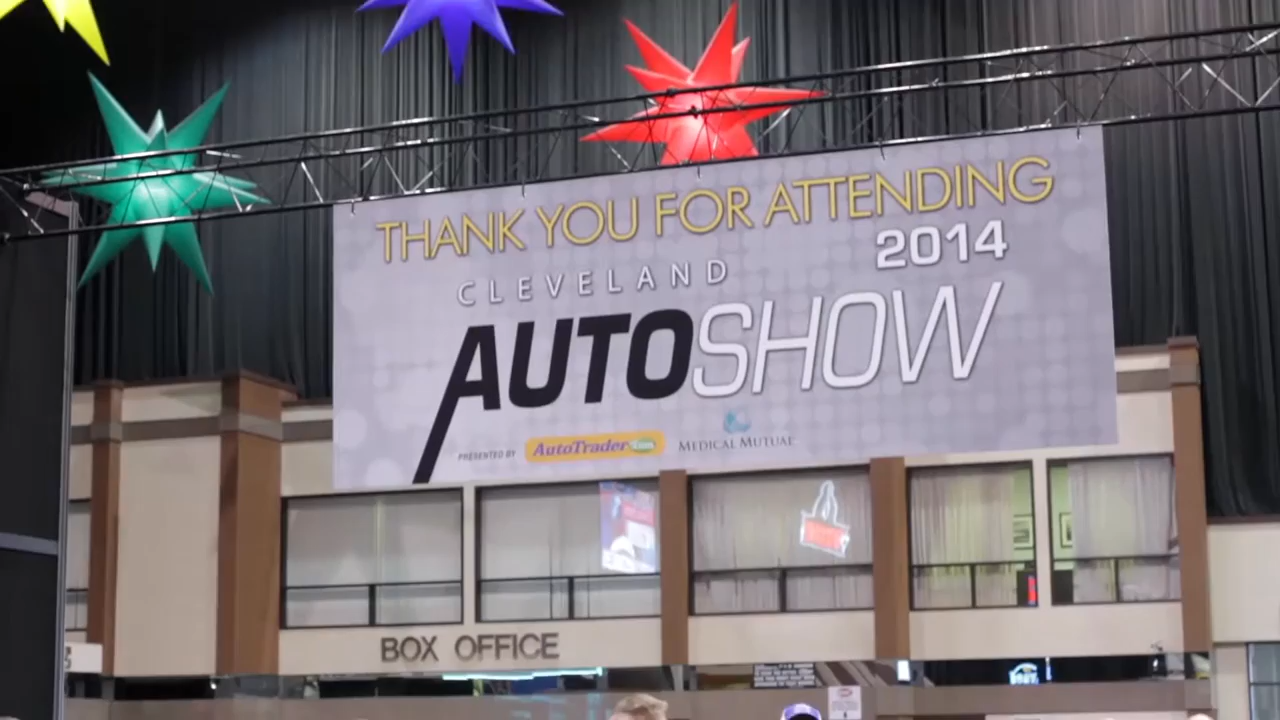 THANK YOU FOR ATTENDING
2014
CLEVELAND
AUTOSHOW
PRESENTED BY AutoTrader.com MEDICAL MUTUAL
BOX OFFICE